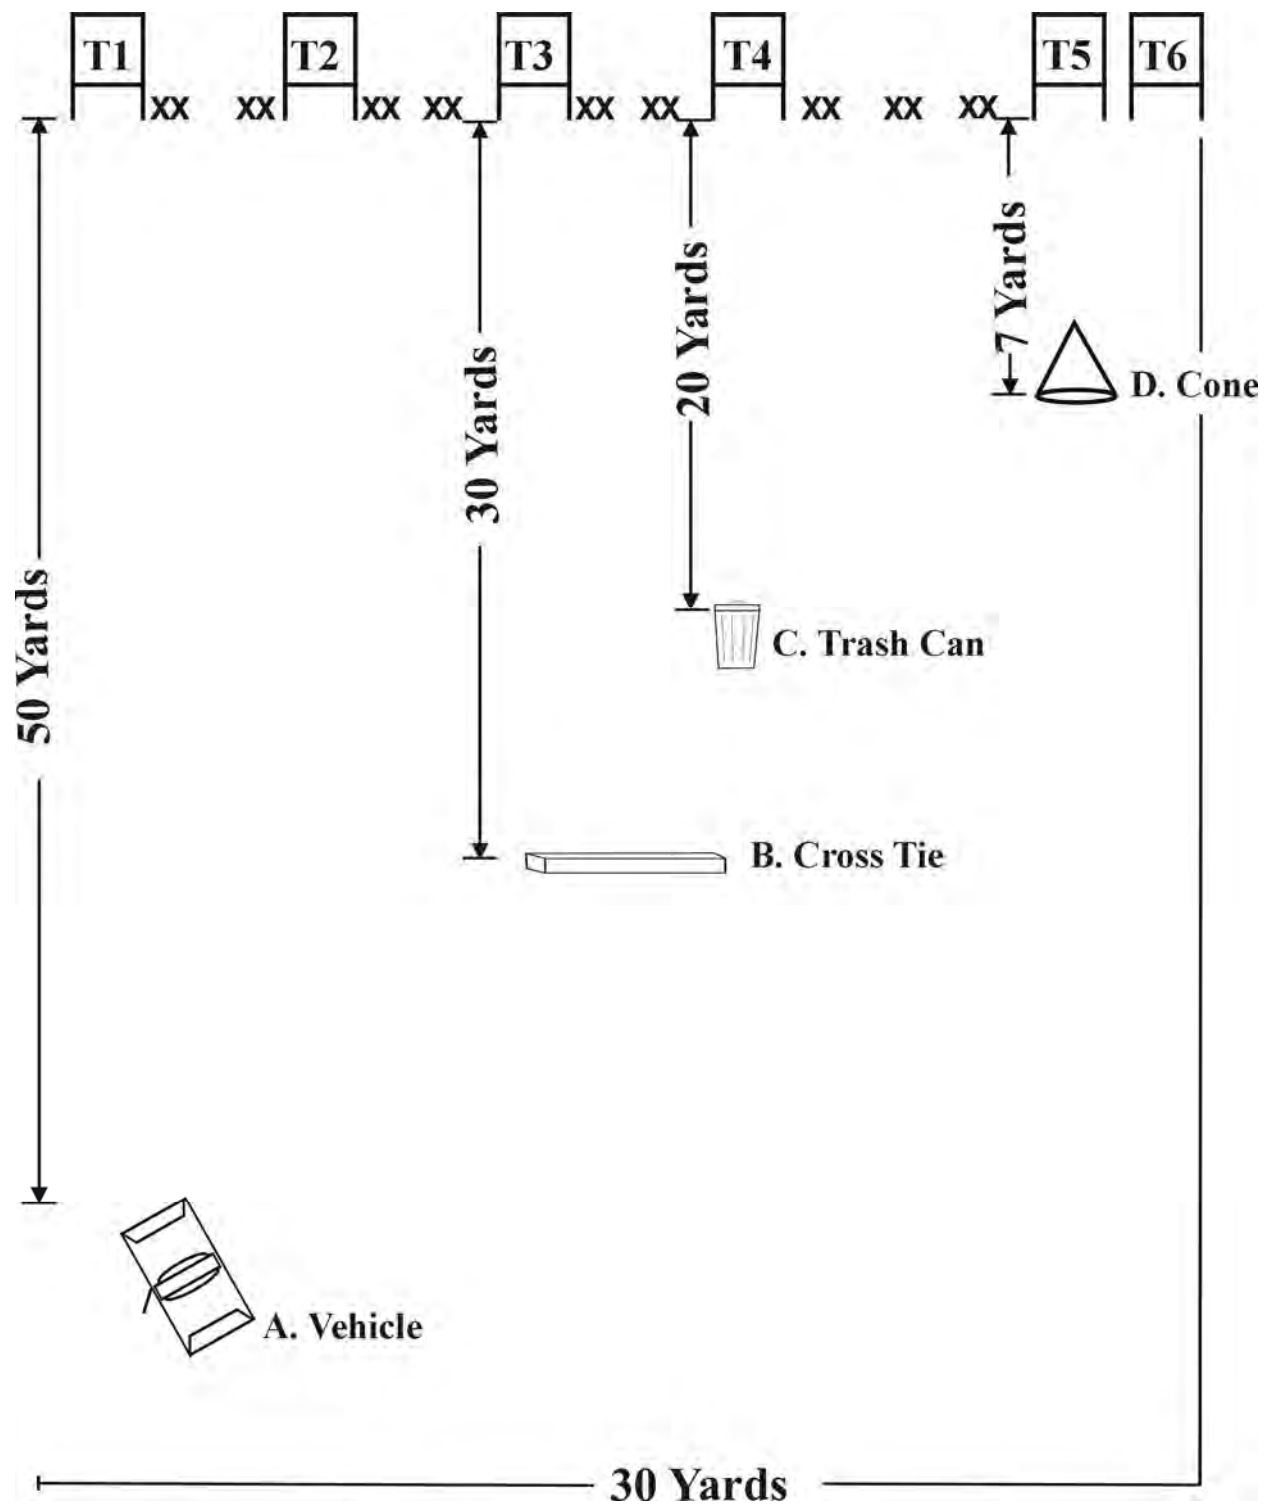 T1 T2 T3 T4 T5 T6
XX XX XX XX XX XX XX XX XX
7 Yards
20 Yards
D. Cone
30 Yards
50 Yards
C. Trash Can
B. Cross Tie
A. Vehicle
30 Yards